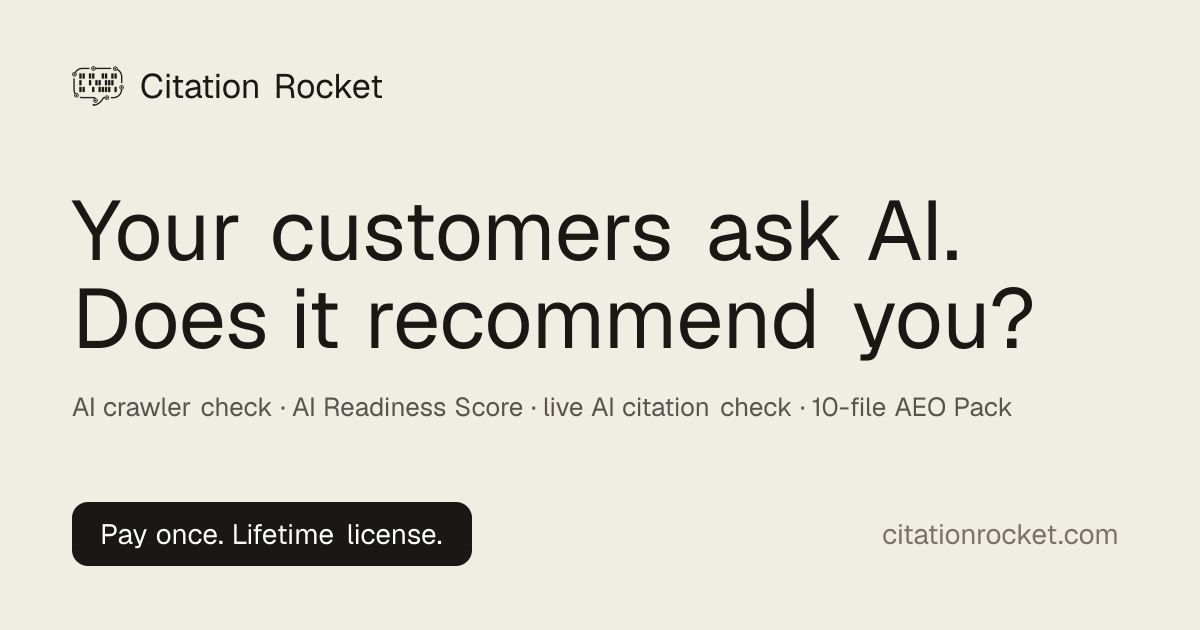 Citation Rocket
Your customers ask AI.
Does it recommend you?
AI crawler check · AI Readiness Score · live AI citation check · 10-file AEO Pack
Pay once. Lifetime license.
citationrocket.com